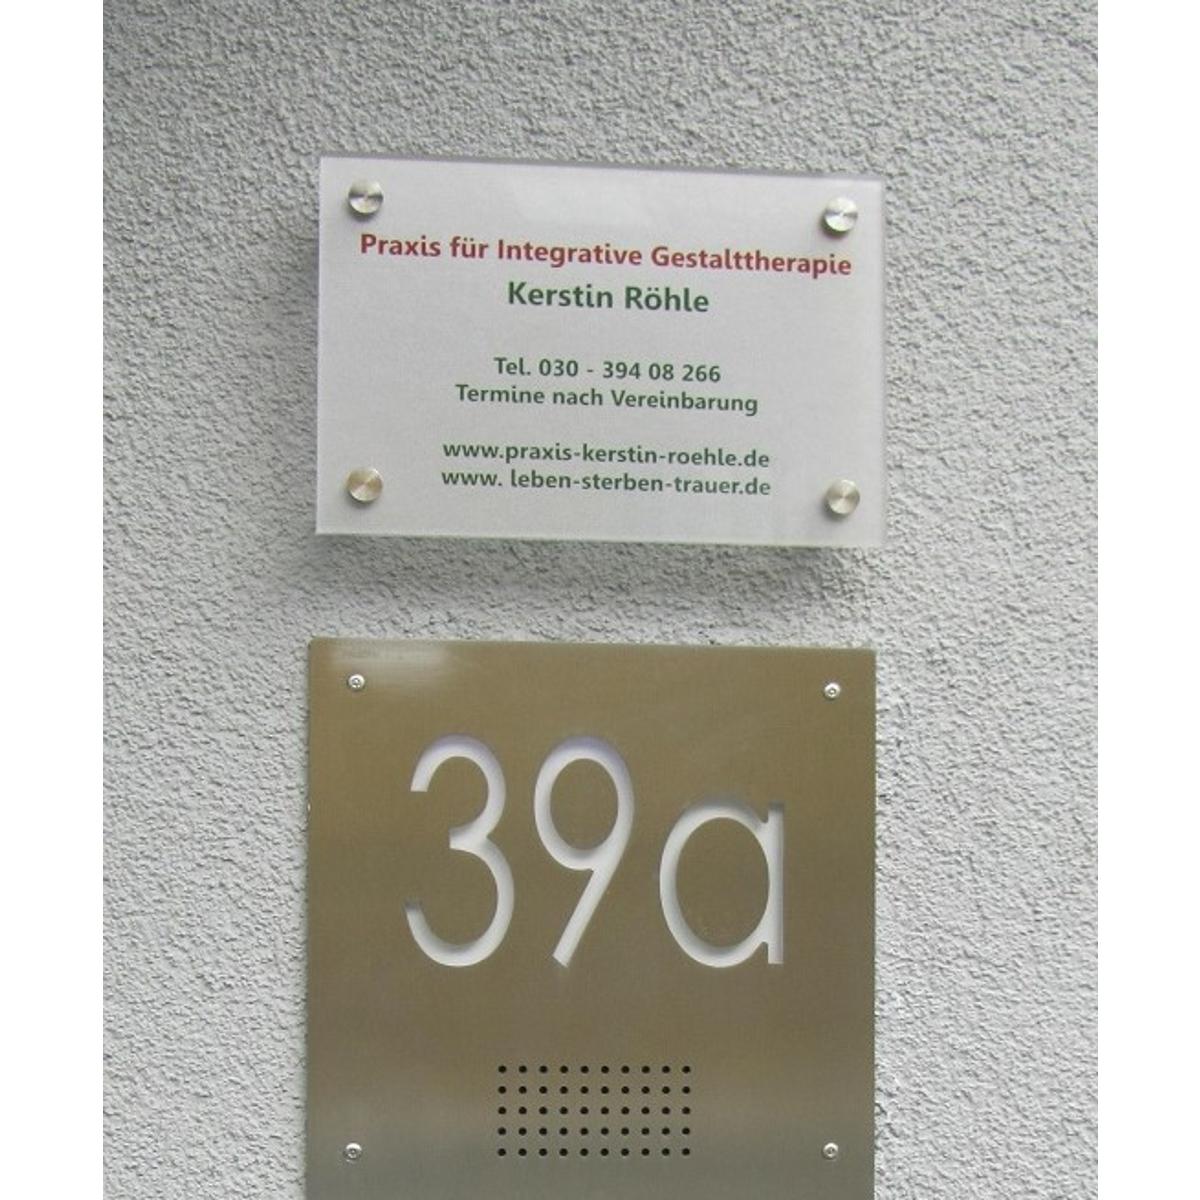 Praxis für Integrative Gestalttherapie
Kerstin Röhle
Tel. 030 - 394 08 266
Termine nach Vereinbarung
www.praxis-kerstin-roehle.de
www. leben-sterben-trauer.de
39a